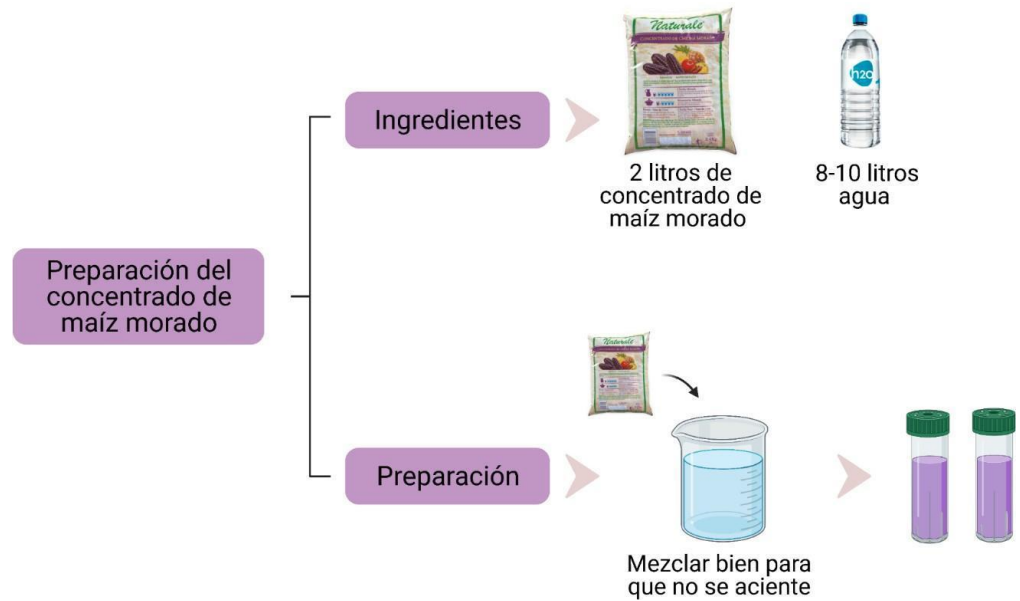 Ingredientes
Naturale
2 litros de
concentrado de
maíz morado
h2o
8-10 litros
agua
Preparación del
concentrado de
maíz morado
Preparación
Naturale
Mezclar bien para
que no se aciente